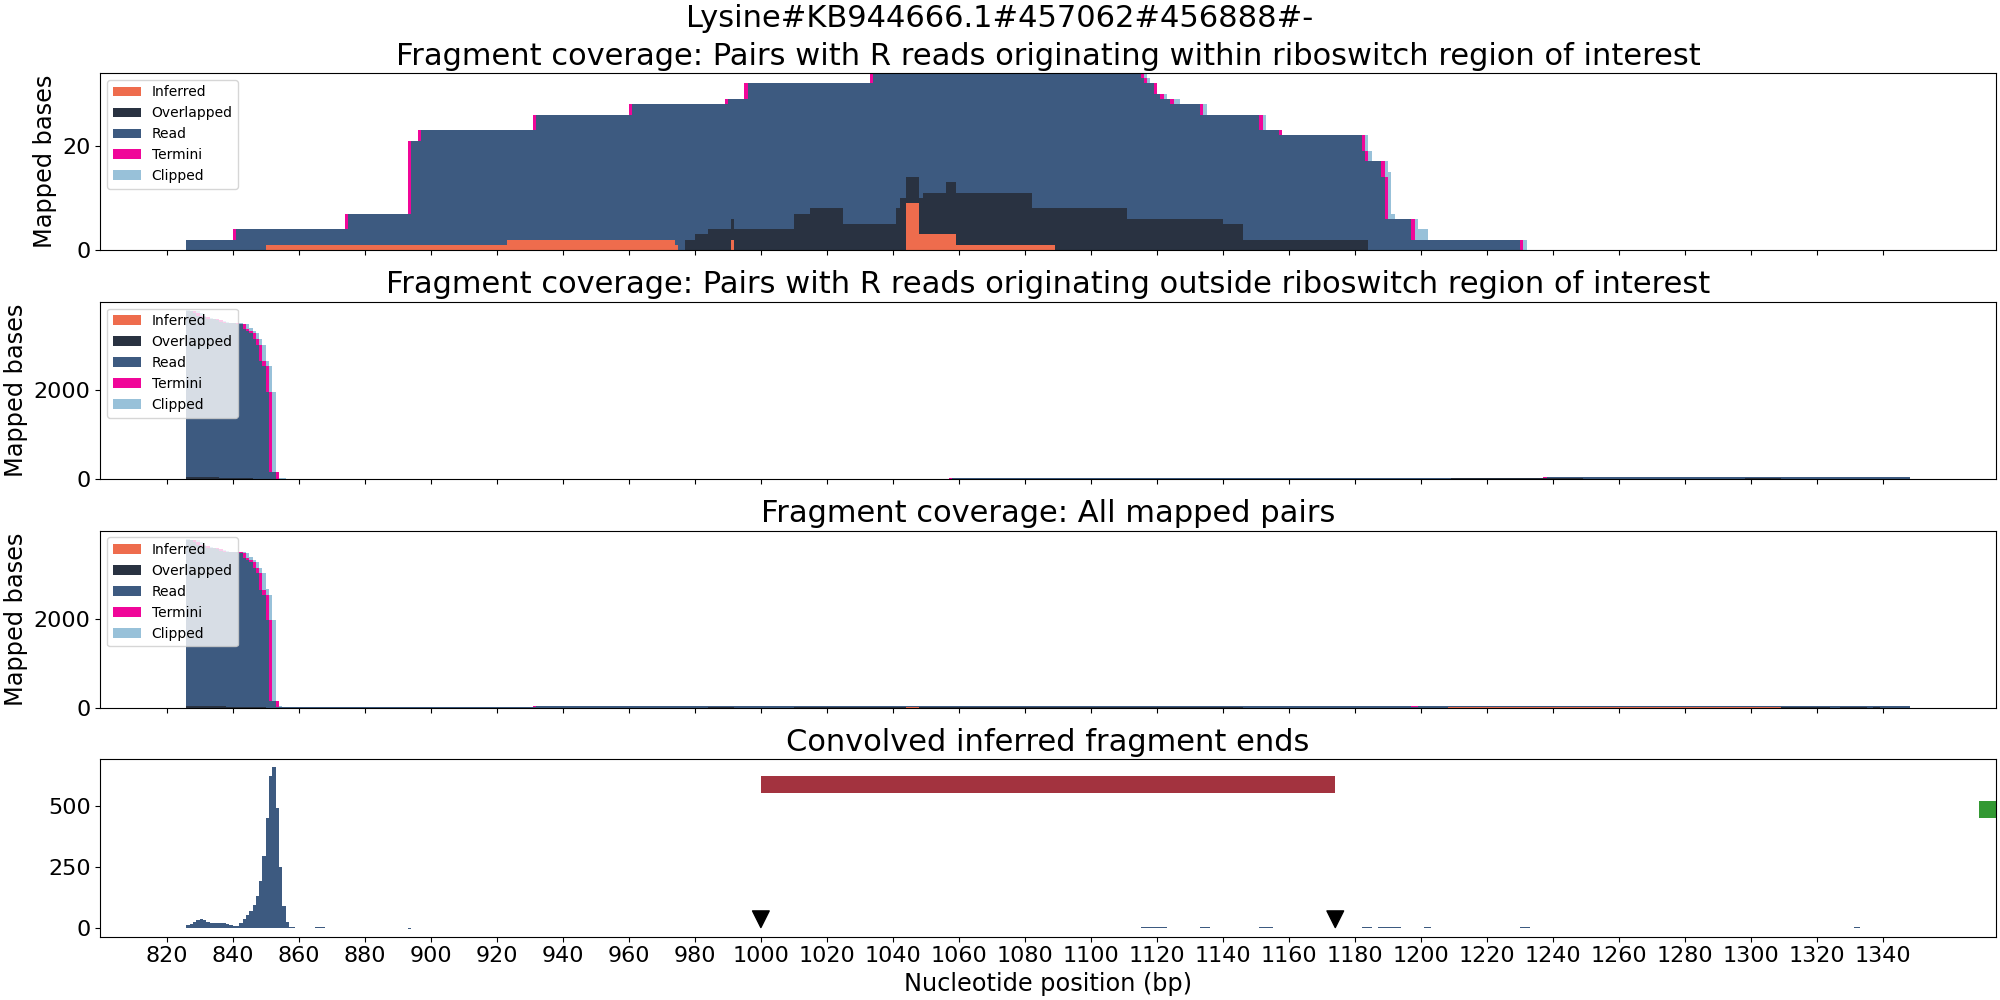 Lysine#KB944666.1#457062#456888#-
Fragment coverage: Pairs with R reads originating within riboswitch region of interest
Mapped bases
20
0
Inferred
Overlapped
Read
Termini
Clipped
Fragment coverage: Pairs with R reads originating outside riboswitch region of interest
Mapped bases
2000
0
Inferred
Overlapped
Read
Termini
Clipped
Fragment coverage: All mapped pairs
Mapped bases
2000
0
Inferred
Overlapped
Read
Termini
Clipped
Convolved inferred fragment ends
500
250
0
820 840 860 880 900 920 940 960 980 1000 1020 1040 1060 1080 1100 1120 1140 1160 1180 1200 1220 1240 1260 1280 1300 1320 1340
Nucleotide position (bp)